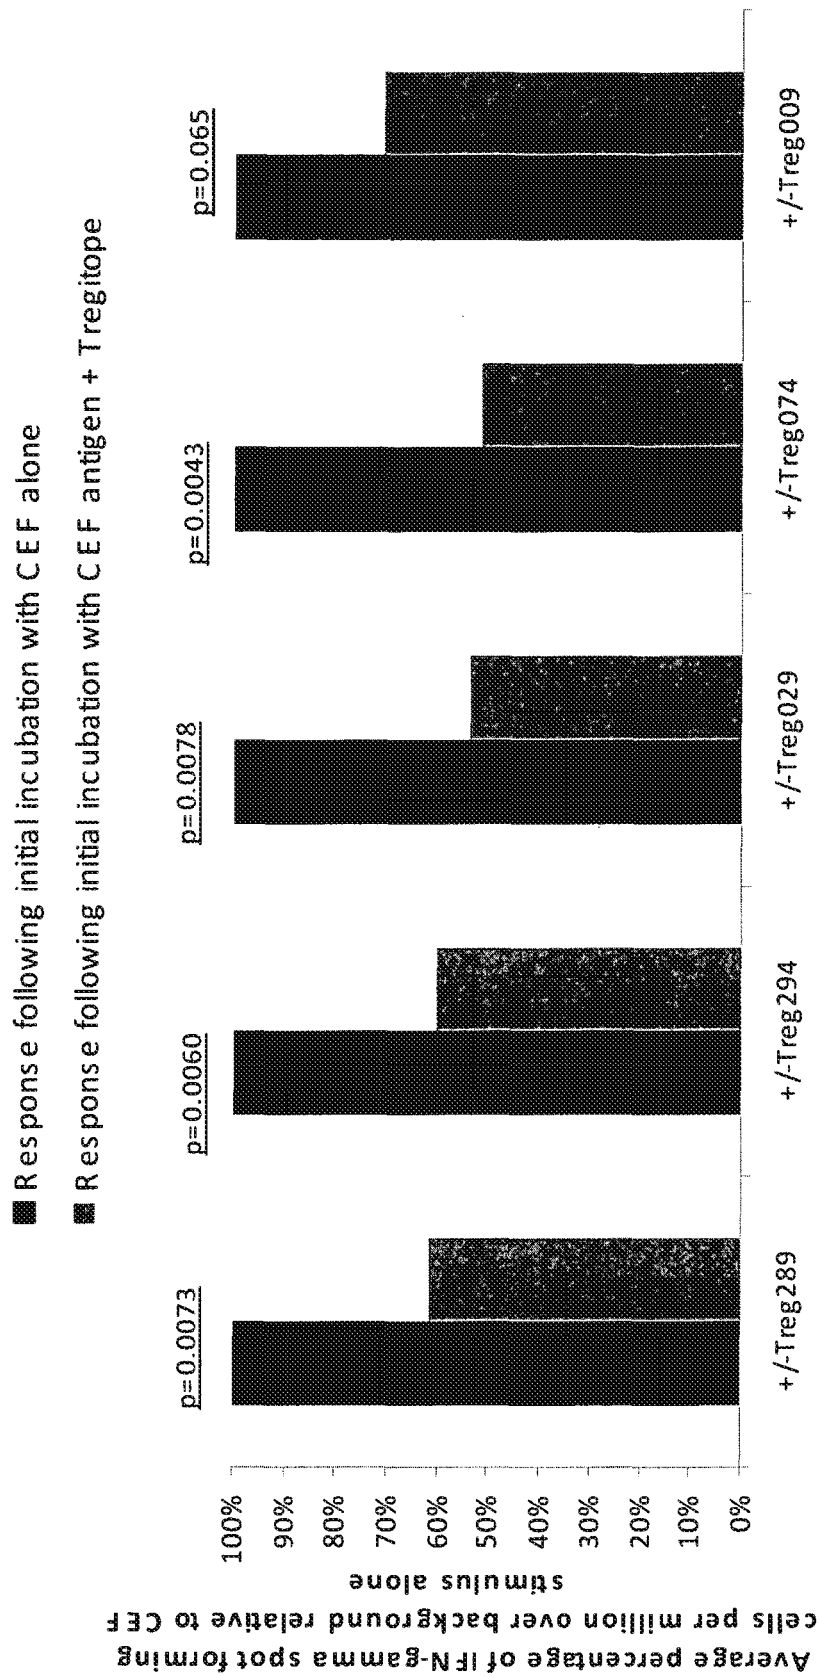 ■ Response following initial incubation with CEF alone
■ Response following initial incubation with CEF antigen + Tregitope
Average percentage of IFN-gamma spot forming
cells per million over background relative to CEF
stimulus alone
100%
90%
80%
70%
60%
50%
40%
30%
20%
10%
0%
p=0.0073
p=0.0060
p=0.0078
p=0.0043
p=0.065
+/-Treg289
+/-Treg294
+/-Treg029
+/-Treg074
+/-Treg009